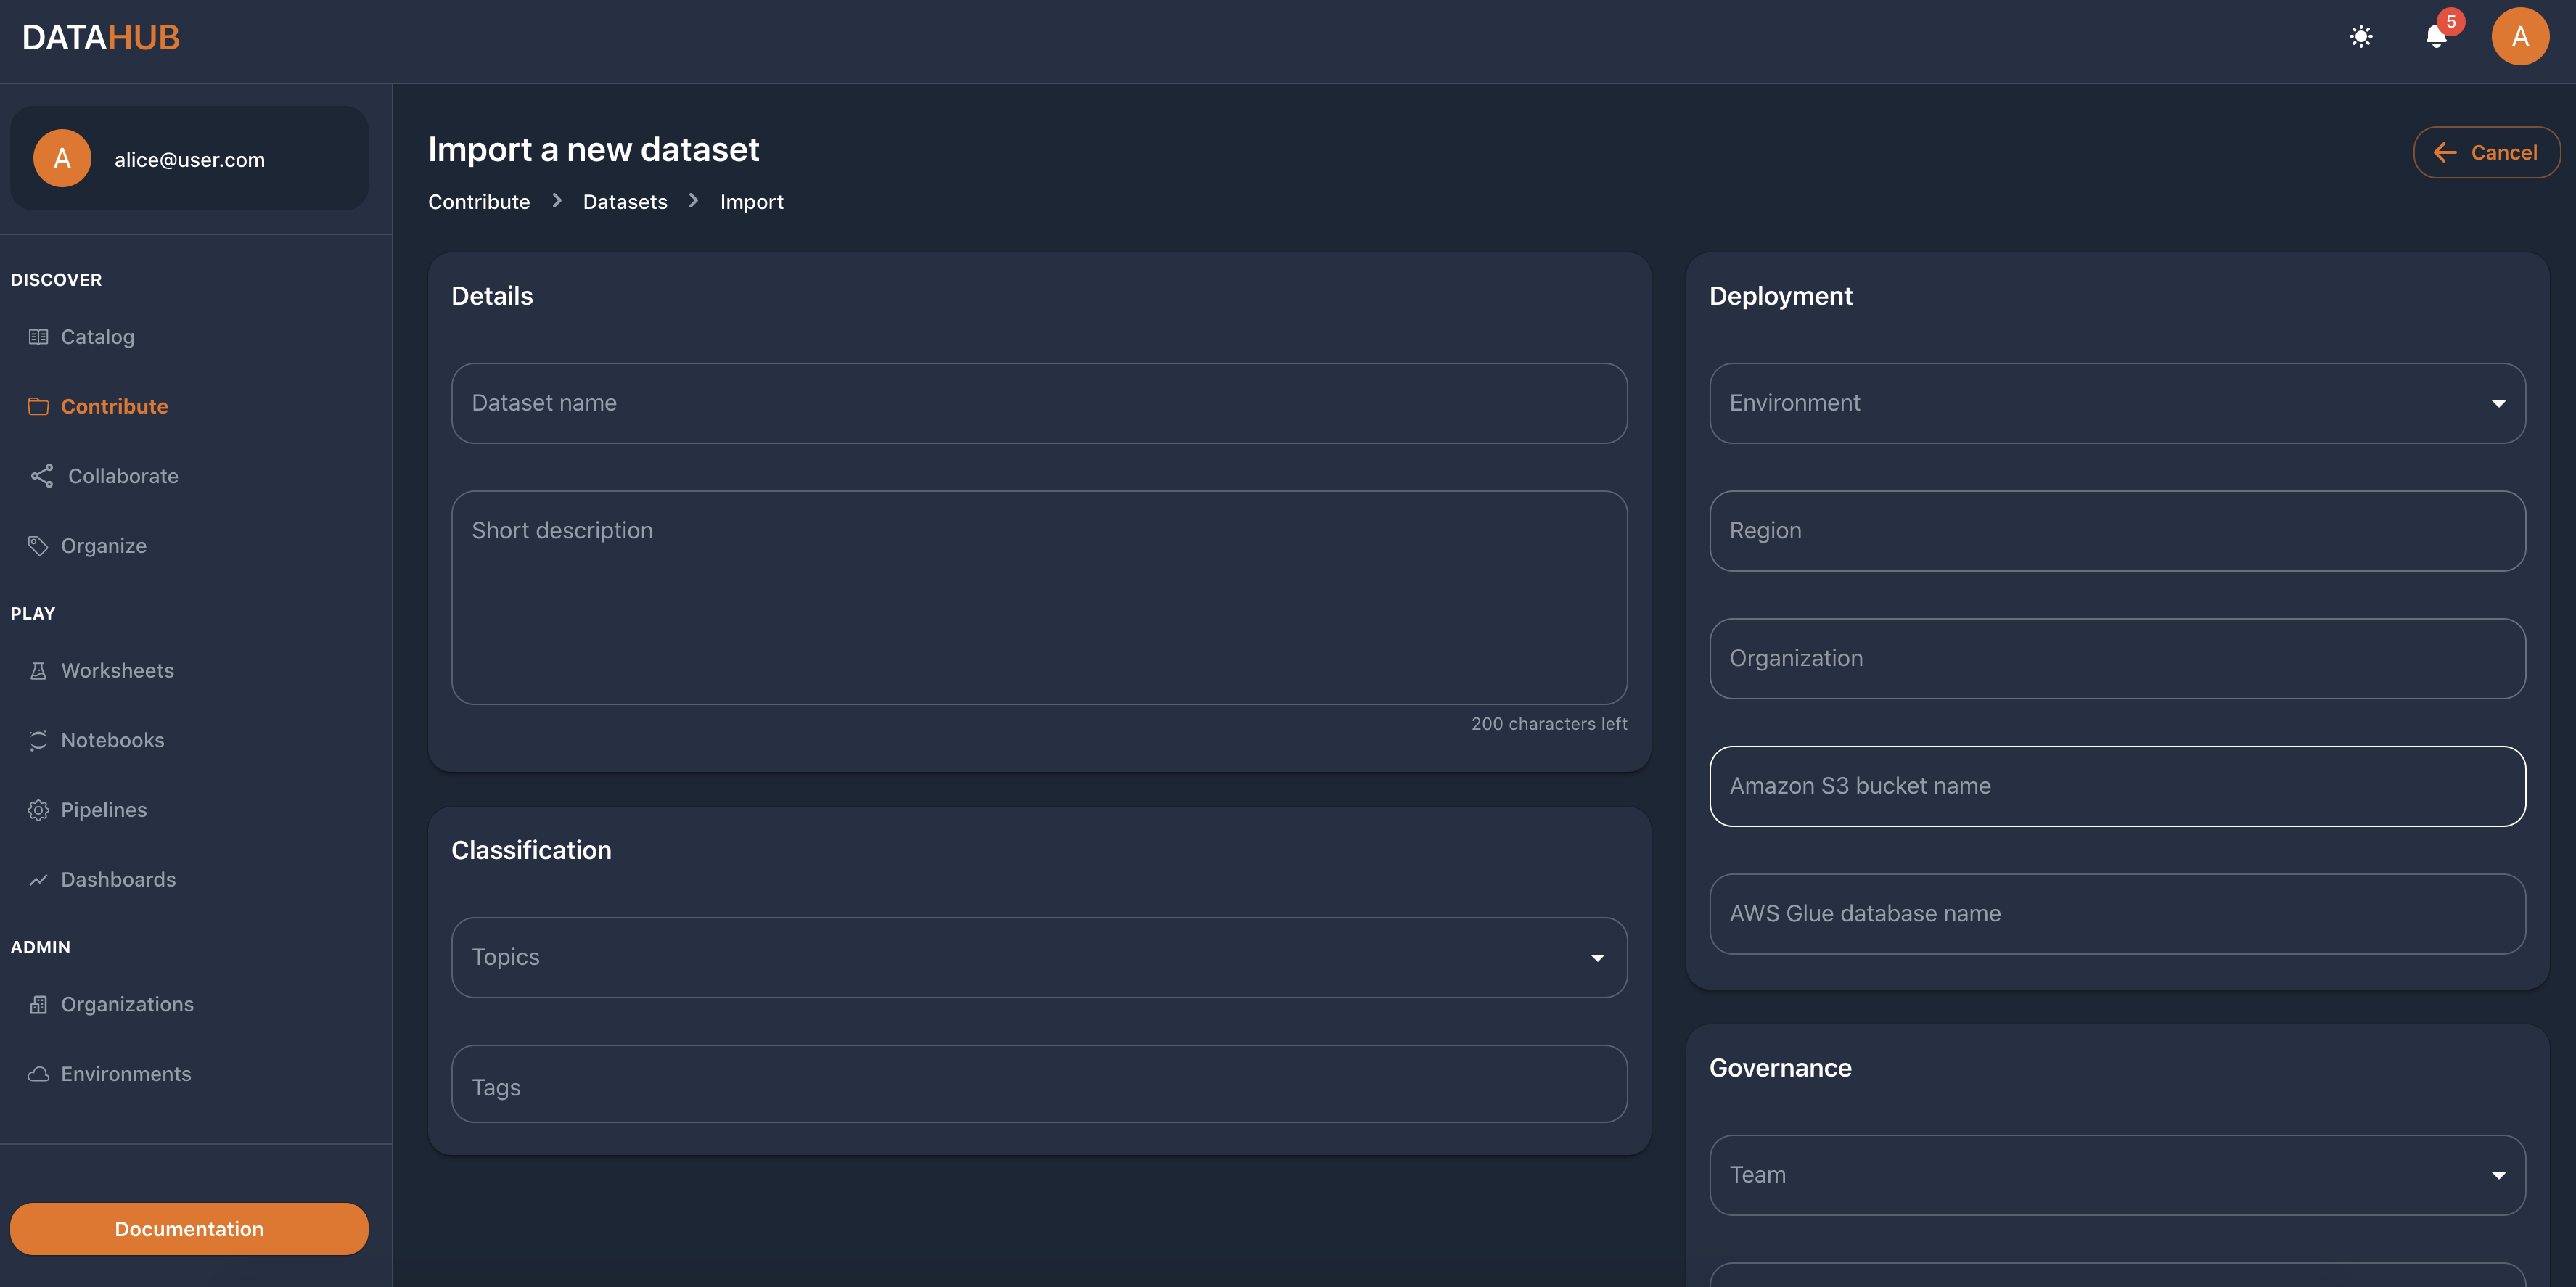 DATAHUB
5
A
A
alice@user.com
DISCOVER
Catalog
Contribute
Collaborate
Organize
PLAY
Worksheets
Notebooks
Pipelines
Dashboards
ADMIN
Organizations
Environments
Documentation
Import a new dataset
Cancel
Contribute
Datasets
Import
Details
Dataset name
Short description
200 characters left
Classification
Topics
Tags
Deployment
Environment
Region
Organization
Amazon S3 bucket name
AWS Glue database name
Governance
Team